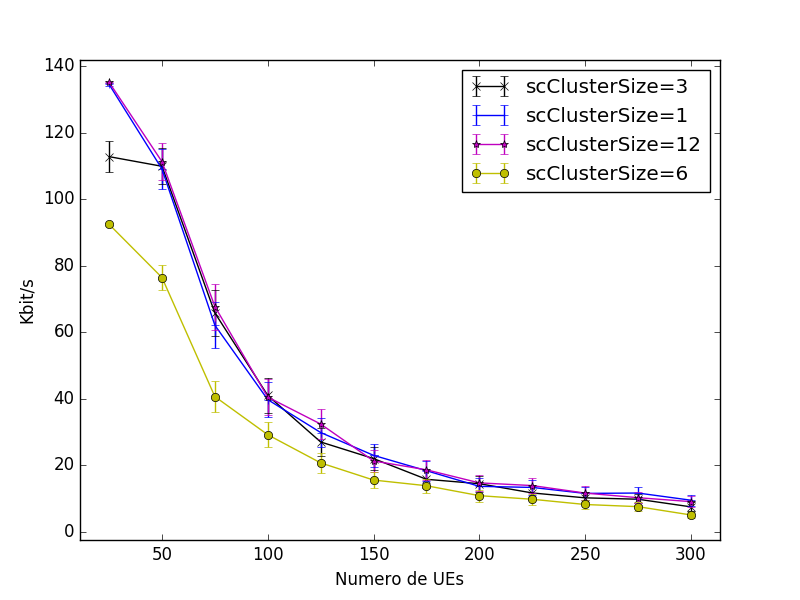 140
120
100
80
60
40
20
0
Kbit/s
scClusterSize=3
scClusterSize=1
scClusterSize=12
scClusterSize=6
50
100
150
200
250
300
Numero de UEs